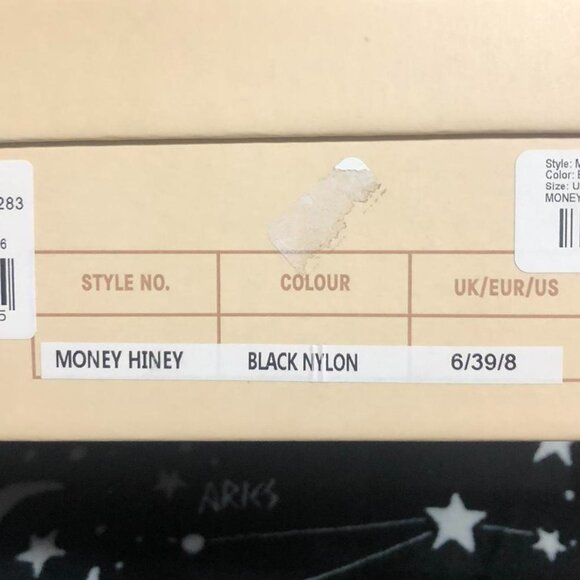 283
6
5
Style: M
Color: B
Size: U
MONEY
STYLE NO. COLOUR UK/EUR/US
MONEY HINEY BLACK NYLON 6/39/8
ARIES